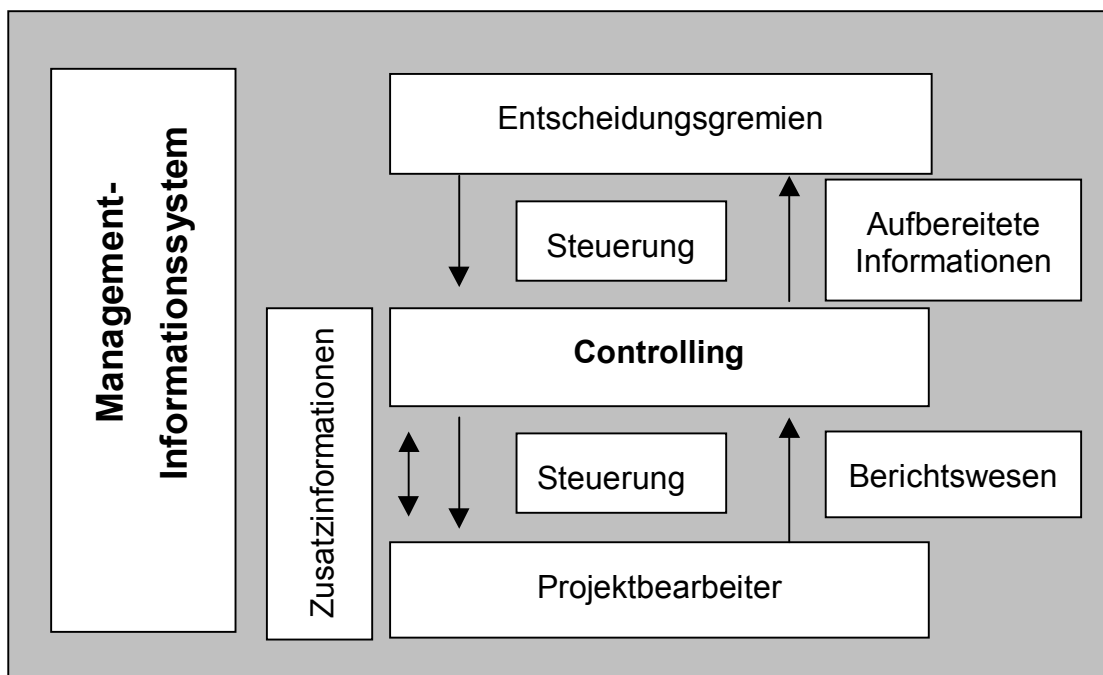 Management-
Informationssystem
Entscheidungsgremien
Steuerung
Aufbereitete
Informationen
Zusatzinformationen
Controlling
Steuerung
Berichtswesen
Projektbearbeiter